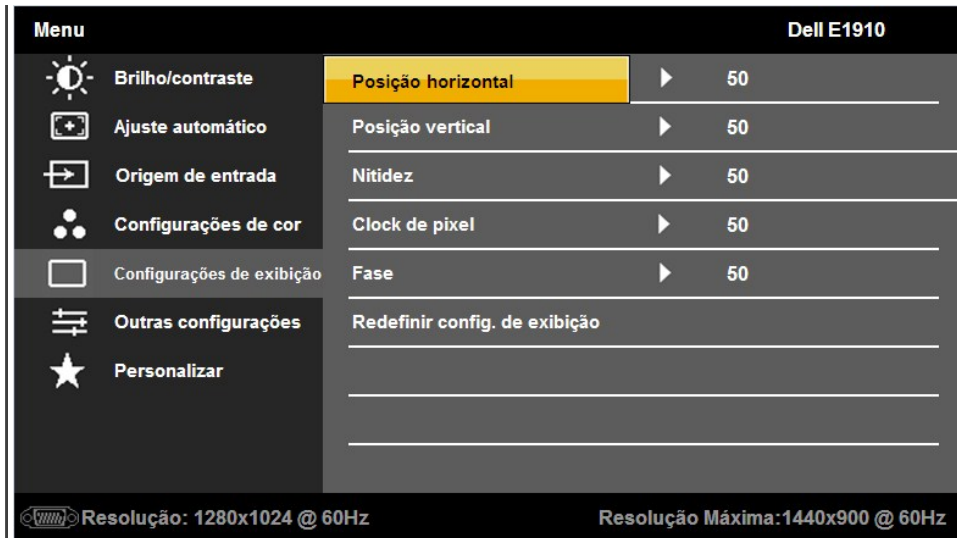 Menu Dell E1910
Brilho/contraste Posição horizontal 50
Ajuste automático Posição vertical 50
Origem de entrada Nitidez 50
Configurações de cor Clock de pixel 50
Configurações de exibição Fase 50
Outras configurações Redefinir config. de exibição
Personalizar
Resolução: 1280x1024 @ 60Hz Resolução Máxima:1440x900 @ 60Hz